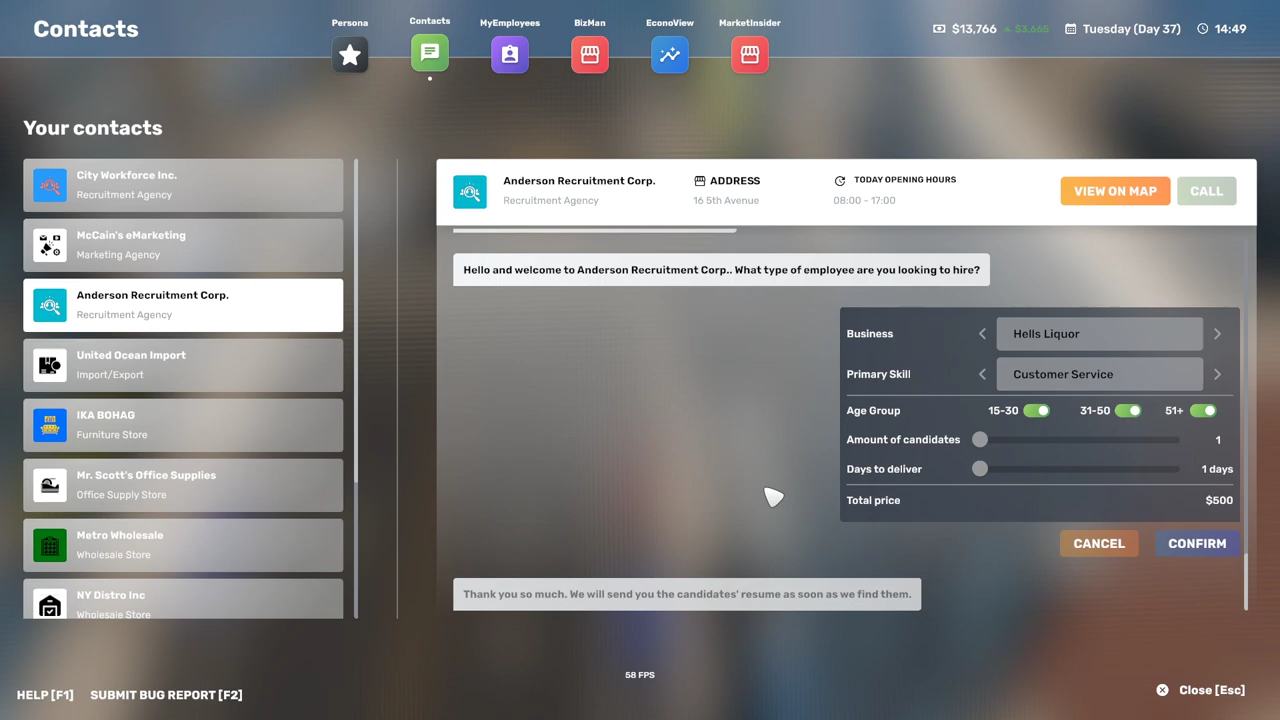 Contacts
Persona
Contacts
MyEmployees
BizMan
EconoView
MarketInsider
$13,766 $3,665
Tuesday (Day 37)
14:49
Your contacts
City Workforce Inc.
Recruitment Agency
McCain's eMarketing
Marketing Agency
Anderson Recruitment Corp.
Recruitment Agency
United Ocean Import
Import/Export
IKA BOHAG
Furniture Store
Mr. Scott's Office Supplies
Office Supply Store
Metro Wholesale
Wholesale Store
NY Distro Inc
Wholesale Store
Anderson Recruitment Corp.
Recruitment Agency
ADDRESS
16 5th Avenue
TODAY OPENING HOURS
08:00 - 17:00
VIEW ON MAP
CALL
Hello and welcome to Anderson Recruitment Corp.. What type of employee are you looking to hire?
Business Hells Liquor
Primary Skill Customer Service
Age Group 15-30 31-50 51+
Amount of candidates 1
Days to deliver 1 days
Total price $500
CANCEL CONFIRM
Thank you so much. We will send you the candidates' resume as soon as we find them.
58 FPS
HELP [F1] SUBMIT BUG REPORT [F2]
Close [Esc]